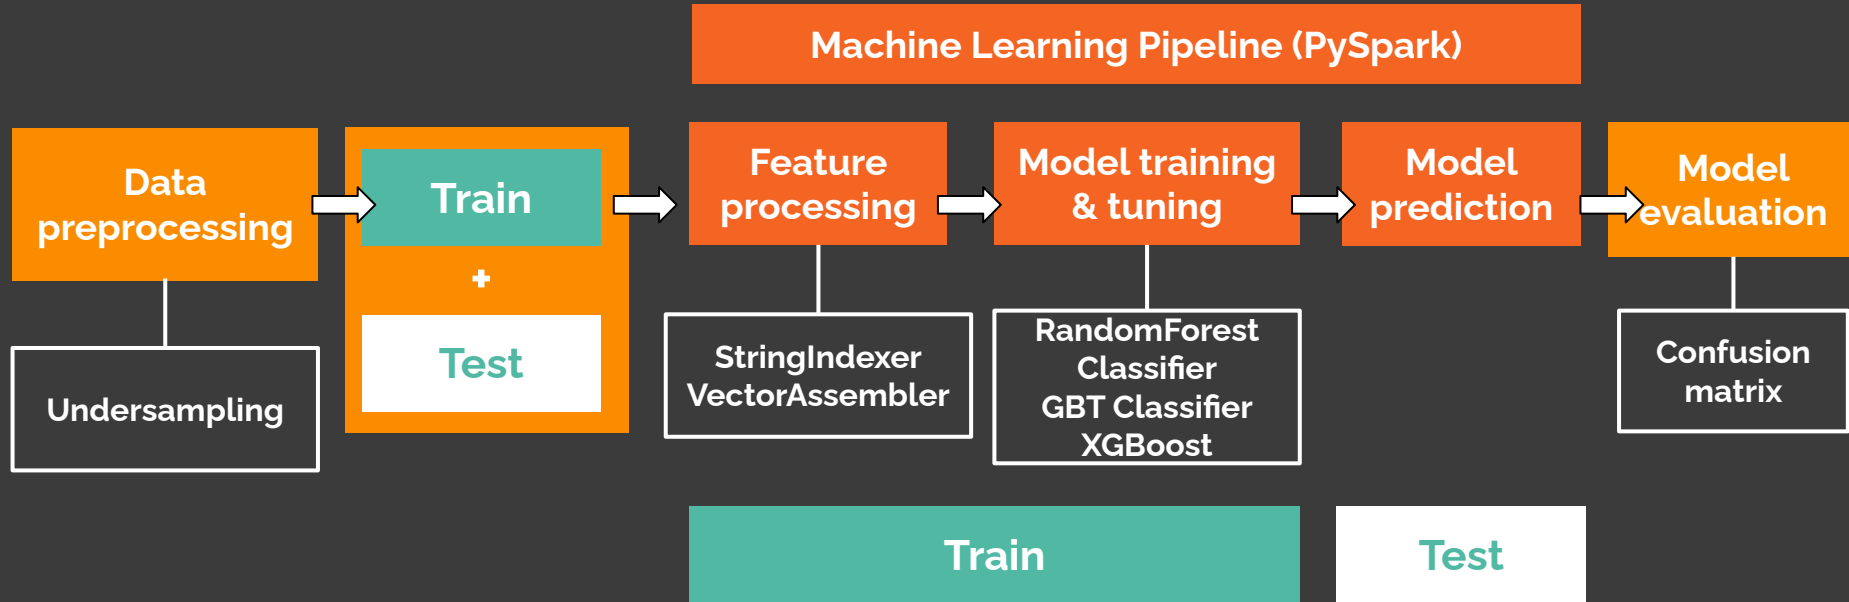 Machine Learning Pipeline (PySpark)
Data
preprocessing
Undersampling
Train
+
Test
Feature
processing
StringIndexer
VectorAssembler
Model training
& tuning
RandomForest
Classifier
GBT Classifier
XGBoost
Model
prediction
Model
evaluation
Confusion
matrix
Train
Test